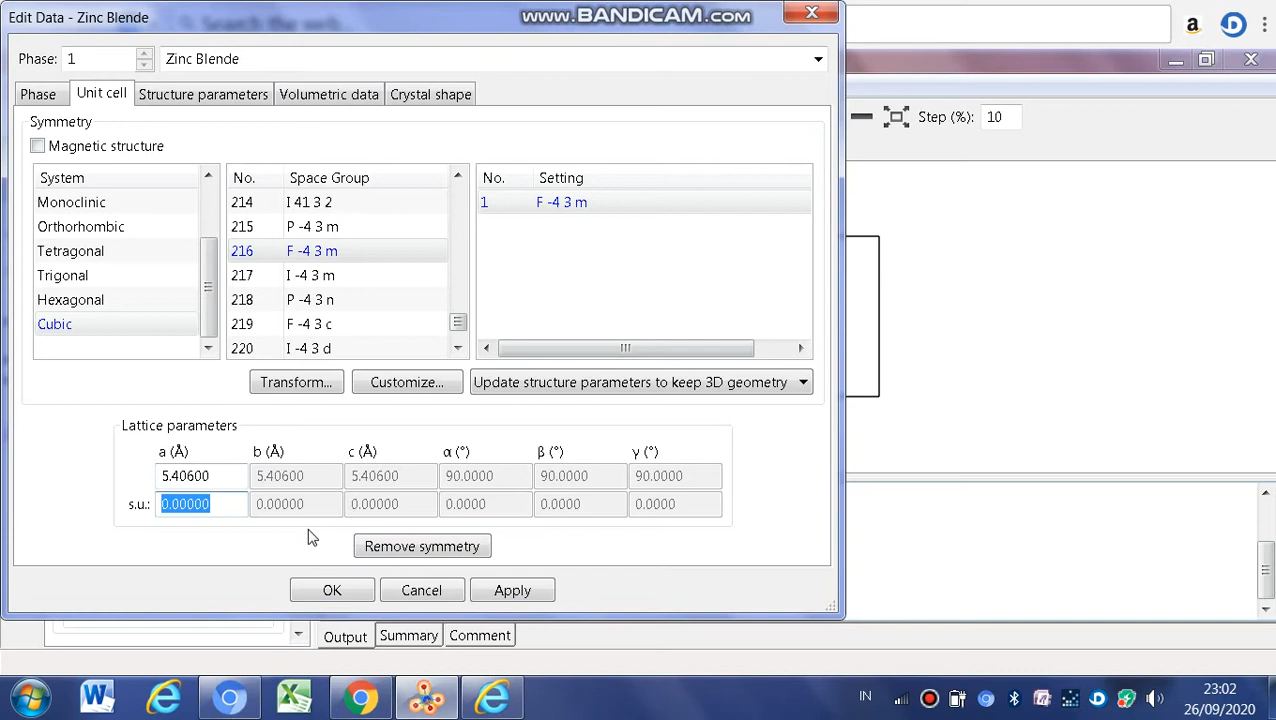 Edit Data - Zinc Blende
www.BANDICAM.com
Phase: 1 Zinc Blende
Phase Unit cell Structure parameters Volumetric data Crystal shape
Step (%): 10
Symmetry
Magnetic structure
System No. Space Group No. Setting
Monoclinic 214 I 41 3 2 1 F -4 3 m
Orthorhombic 215 P -4 3 m
Tetragonal 216 F -4 3 m
Trigonal 217 I -4 3 m
Hexagonal 218 P -4 3 n
Cubic 219 F -4 3 c
220 I -4 3 d
Transform... Customize... Update structure parameters to keep 3D geometry
Lattice parameters
a (Å) b (Å) c (Å) α (°) β (°) γ (°)
5.40600 5.40600 5.40600 90.0000 90.0000 90.0000
s.u.: 0.00000 0.00000 0.00000 0.0000 0.0000 0.0000
Remove symmetry
OK Cancel Apply
Output Summary Comment
IN 23:02
26/09/2020